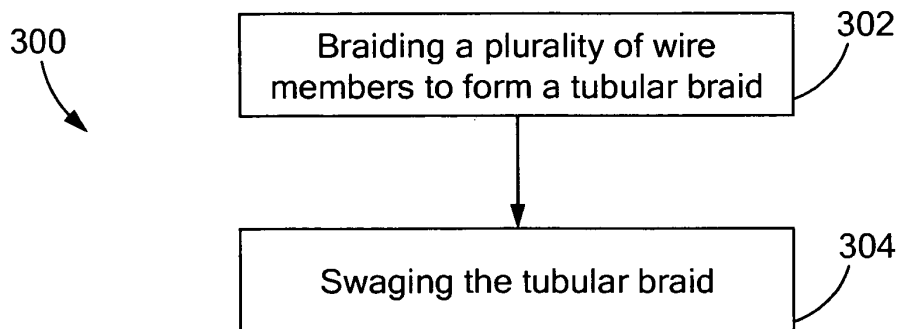 300
Braiding a plurality of wire
members to form a tubular braid
302
Swaging the tubular braid
304